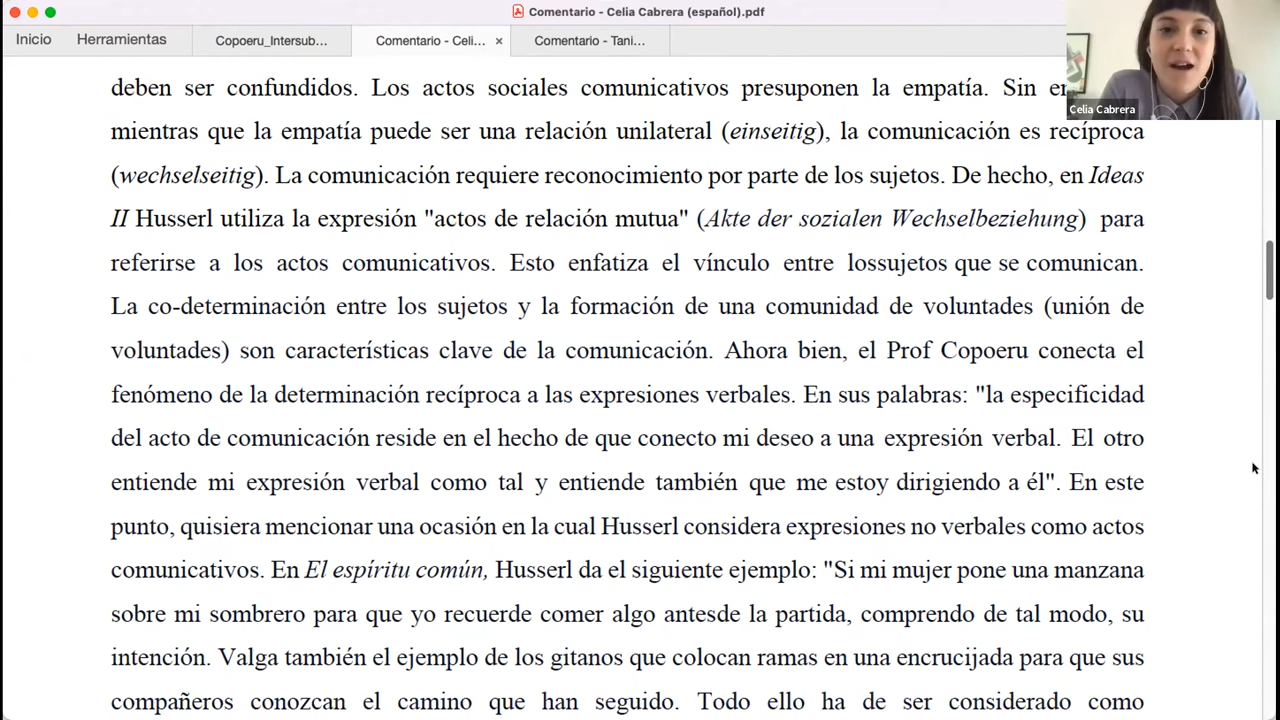 Comentario - Celia Cabrera (español).pdf
Inicio Herramientas Copoeru_Intersub... Comentario - Celi... × Comentario - Tani...
deben ser confundidos. Los actos sociales comunicativos presuponen la empatía. Sin
mientras que la empatía puede ser una relación unilateral (einseitig), la comunicación es recíproca
(wechselseitig). La comunicación requiere reconocimiento por parte de los sujetos. De hecho, en Ideas
II Husserl utiliza la expresión "actos de relación mutua" (Akte der sozialen Wechselbeziehung) para
referirse a los actos comunicativos. Esto enfatiza el vínculo entre lossujetos que se comunican.
La co-determinación entre los sujetos y la formación de una comunidad de voluntades (unión de
voluntades) son características clave de la comunicación. Ahora bien, el Prof Copoeru conecta el
fenómeno de la determinación recíproca a las expresiones verbales. En sus palabras: "la especificidad
del acto de comunicación reside en el hecho de que conecto mi deseo a una expresión verbal. El otro
entiende mi expresión verbal como tal y entiende también que me estoy dirigiendo a él". En este
punto, quisiera mencionar una ocasión en la cual Husserl considera expresiones no verbales como actos
comunicativos. En El espíritu común, Husserl da el siguiente ejemplo: "Si mi mujer pone una manzana
sobre mi sombrero para que yo recuerde comer algo antesde la partida, comprendo de tal modo, su
intención. Valga también el ejemplo de los gitanos que colocan ramas en una encrucijada para que sus
compañeros conozcan el camino que han seguido. Todo ello ha de ser considerado como
Celia Cabrera